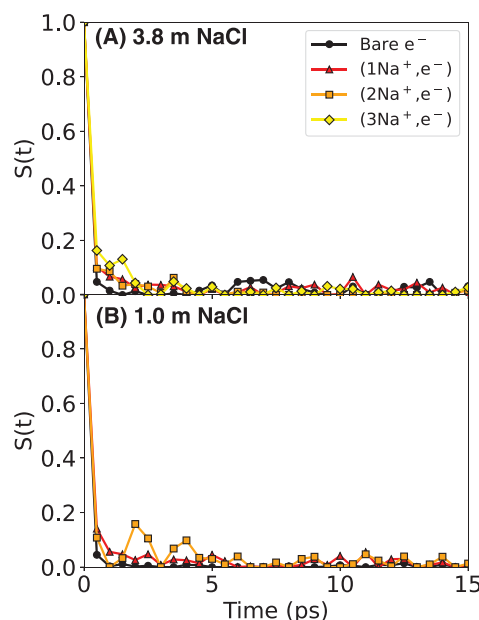 1.0
(A) 3.8 m NaCl
Bare e⁻
(1Na⁺,e⁻)
(2Na⁺,e⁻)
(3Na⁺,e⁻)
0.8
0.6
S(t)
0.4
0.2
0.0
(B) 1.0 m NaCl
0.8
0.6
S(t)
0.4
0.2
0.0
0 5 10 15
Time (ps)